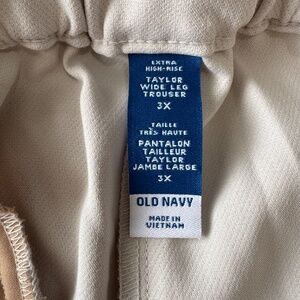 EXTRA
HIGH-RISE
TAYLOR
WIDE LEG
TROUSER
3X
TAILLE
TRÈS HAUTE
PANTALON
TAILLEUR
TAYLOR
JAMBE LARGE
3X
OLD NAVY
MADE IN
VIETNAM